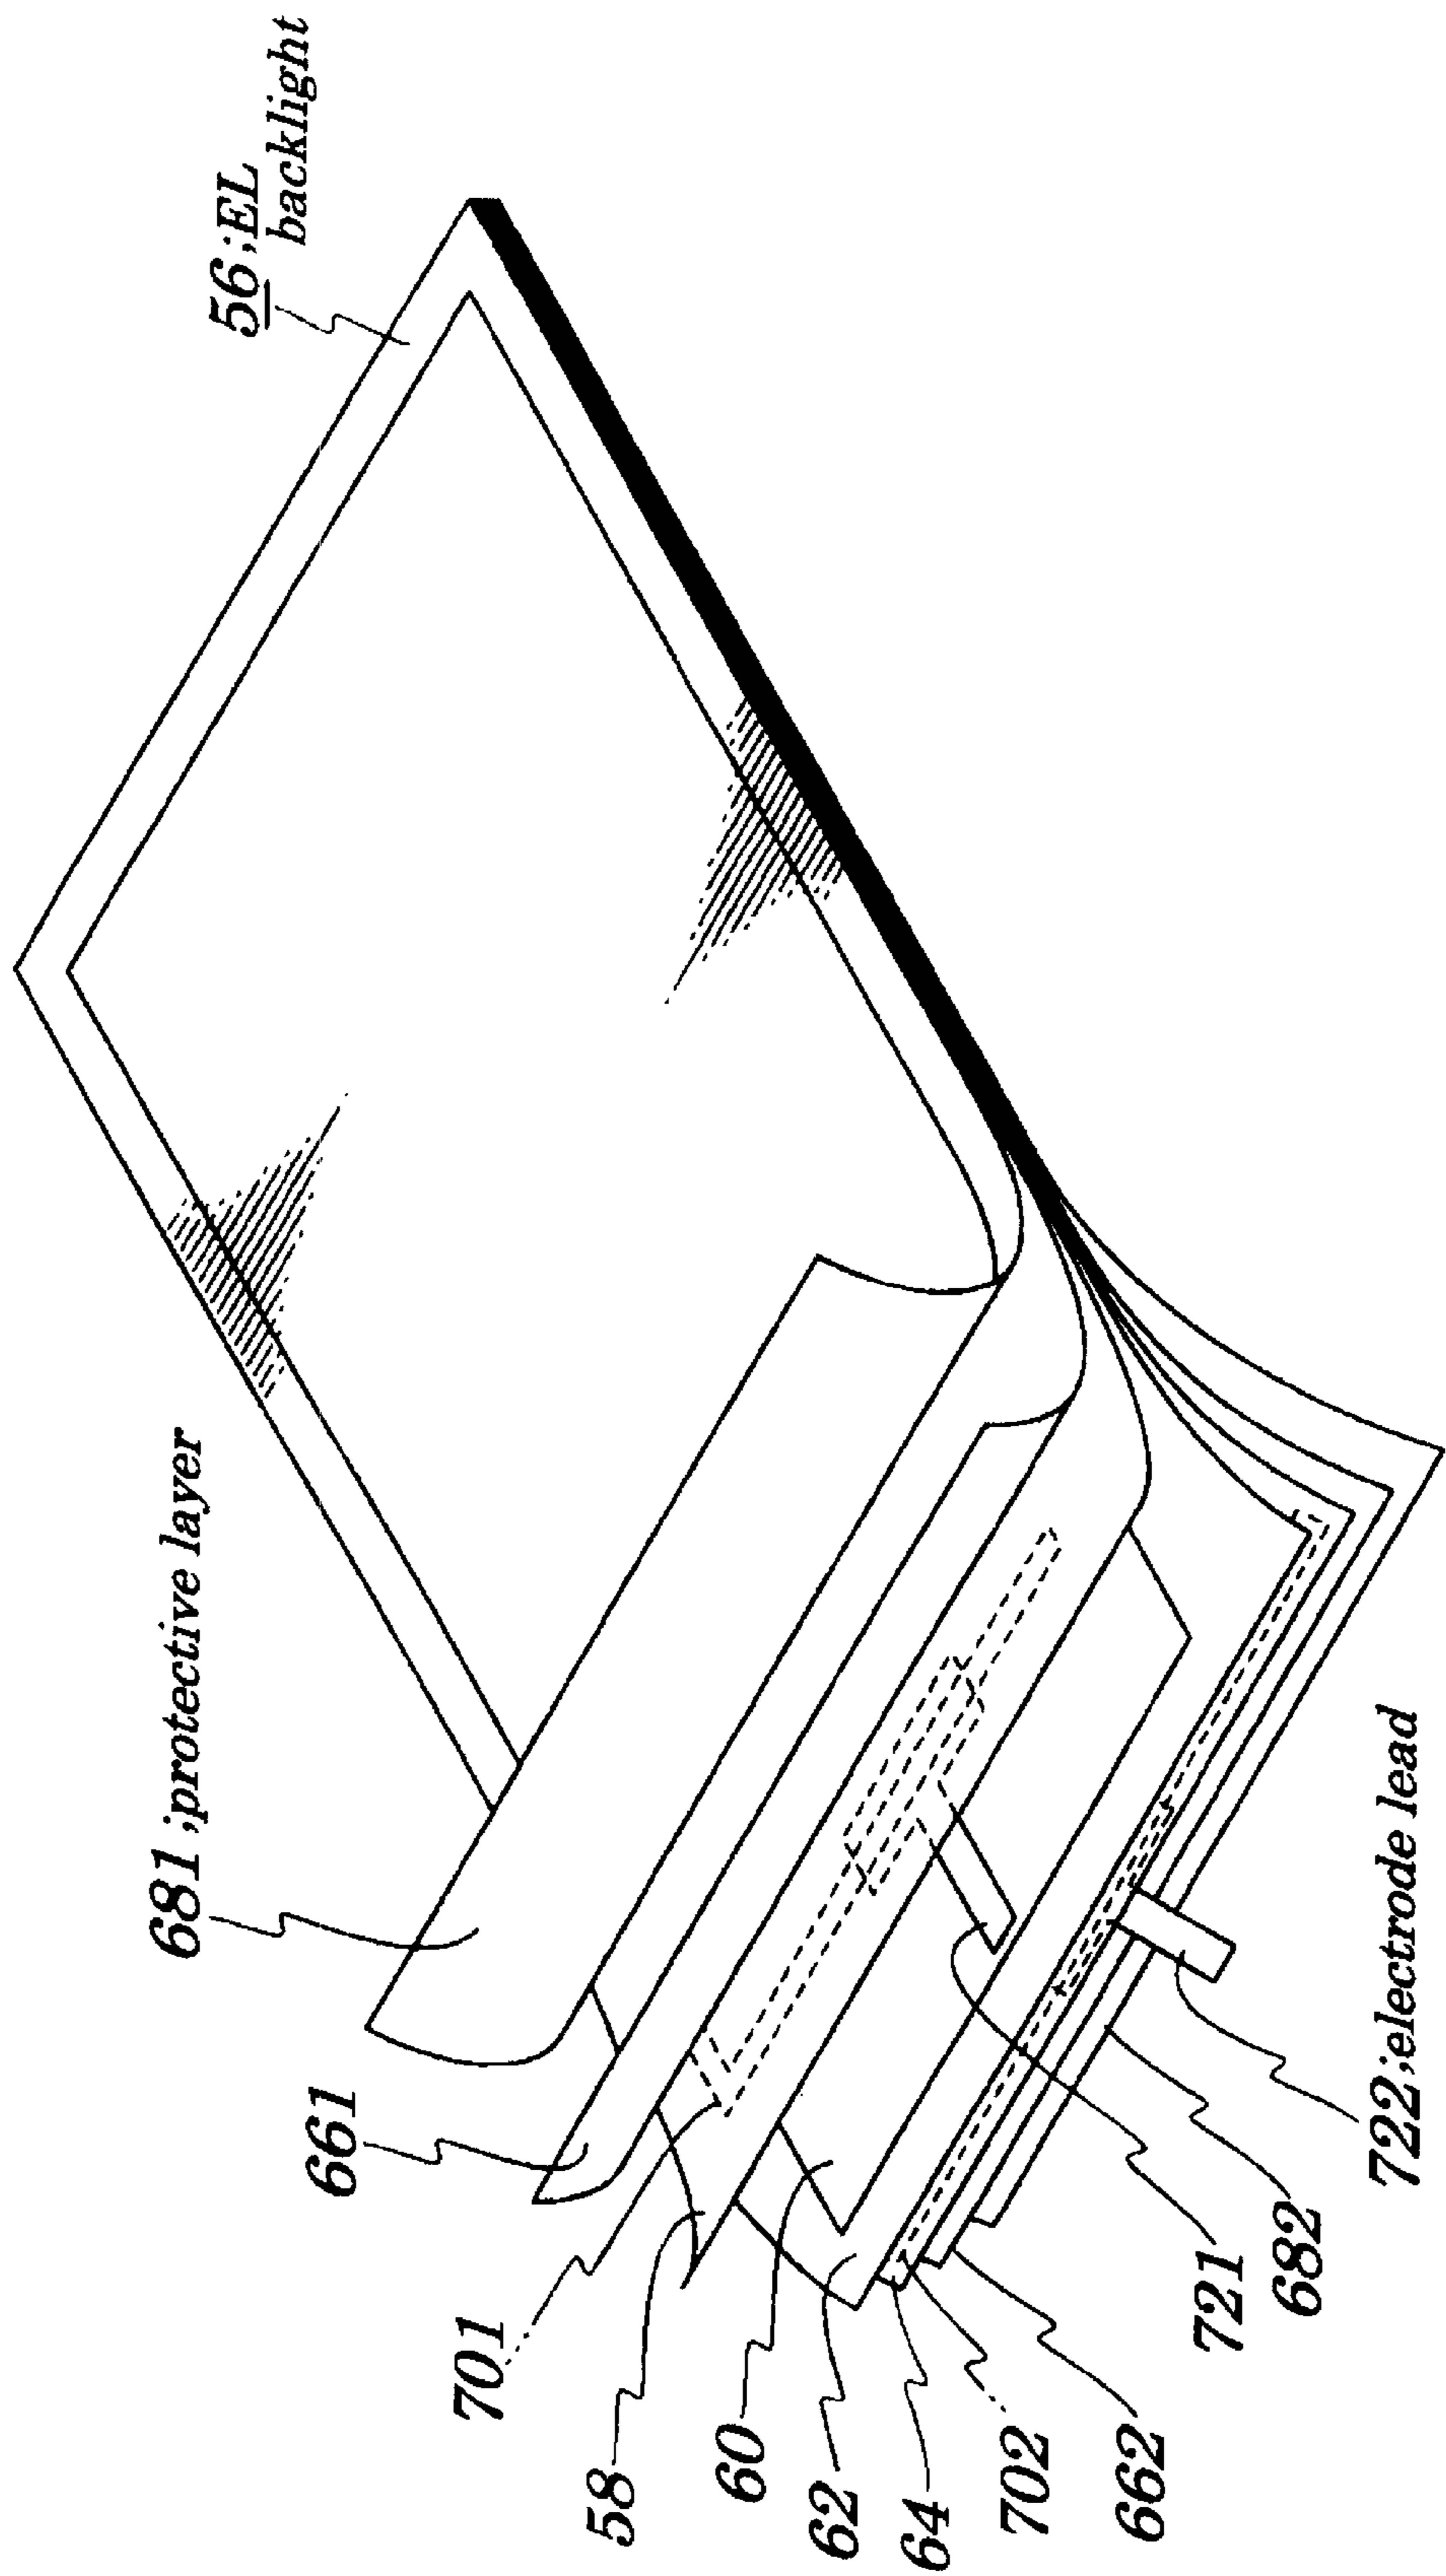 56 ;EL
backlight
681 ;protective layer
661
701
58
60
62
64
702
662
682
721
722 ;electrode lead